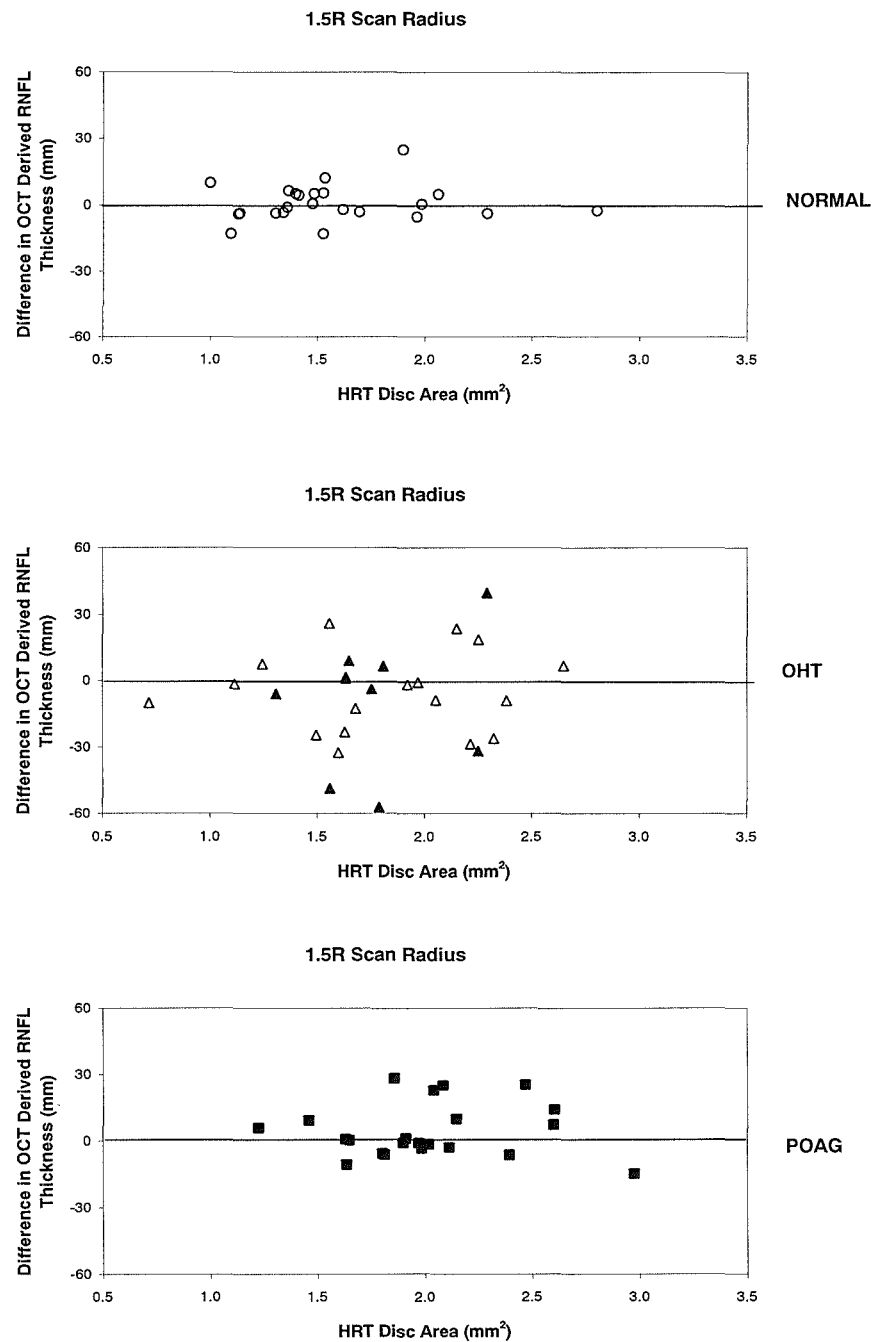 1.5R Scan Radius
Difference in OCT Derived RNFL
Thickness (mm)
60
30
0
-30
-60
0.5 1.0 1.5 2.0 2.5 3.0 3.5
HRT Disc Area (mm²)
NORMAL
1.5R Scan Radius
Difference in OCT Derived RNFL
Thickness (mm)
60
30
0
-30
-60
0.5 1.0 1.5 2.0 2.5 3.0 3.5
HRT Disc Area (mm²)
OHT
1.5R Scan Radius
Difference in OCT Derived RNFL
Thickness (mm)
60
30
0
-30
-60
0.5 1.0 1.5 2.0 2.5 3.0 3.5
HRT Disc Area (mm²)
POAG